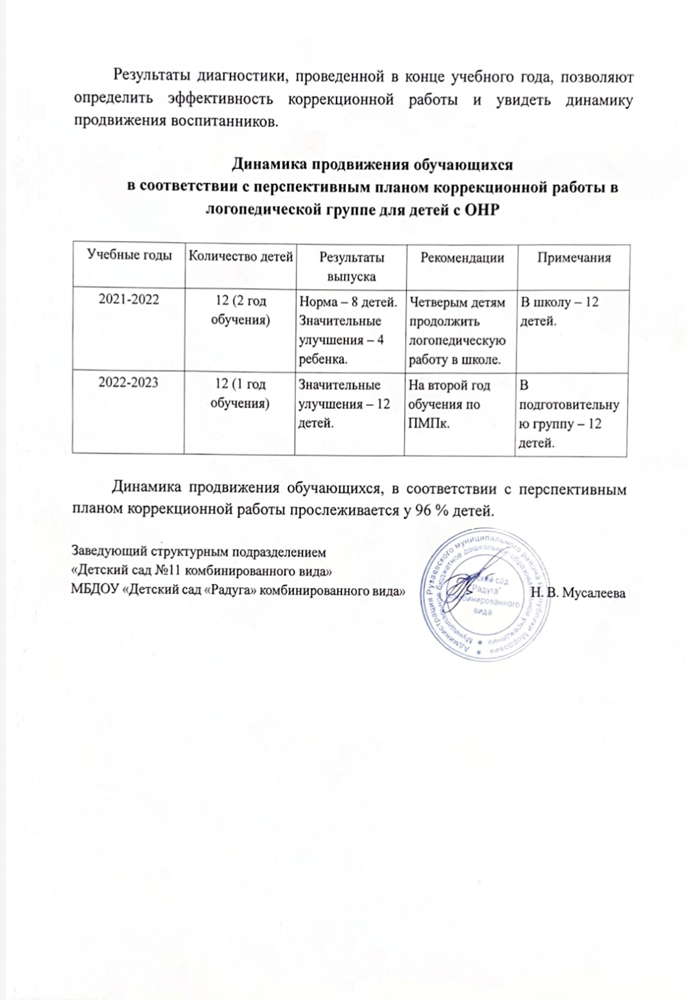 Результаты диагностики, проведенной в конце учебного года, позволяют
определить эффективность коррекционной работы и увидеть динамику
продвижения воспитанников.
Динамика продвижения обучающихся
в соответствии с перспективным планом коррекционной работы в
логопедической группе для детей с ОНР
Учебные годы
Количество детей
Результаты
выпуска
Рекомендации
Примечания
2021-2022
12 (2 год
обучения)
Норма – 8 детей.
Значительные
улучшения – 4
ребенка.
Четверым детям
продолжить
логопедическую
работу в школе.
В школу – 12
детей.
2022-2023
12 (1 год
обучения)
Значительные
улучшения – 12
детей.
На второй год
обучения по
ПМПк.
В
подготовительну
ю группу – 12
детей.
Динамика продвижения обучающихся, в соответствии с перспективным
планом коррекционной работы прослеживается у 96 % детей.
Заведующий структурным подразделением
«Детский сад №11 комбинированного вида»
МБДОУ «Детский сад «Радуга» комбинированного вида»
Н. В. Мусалеева
Администрация Рузаевского муниципального района Республики Мордовия
Муниципальное бюджетное дошкольное образовательное учреждение
сад
"Радуга"
комбинированного
вида